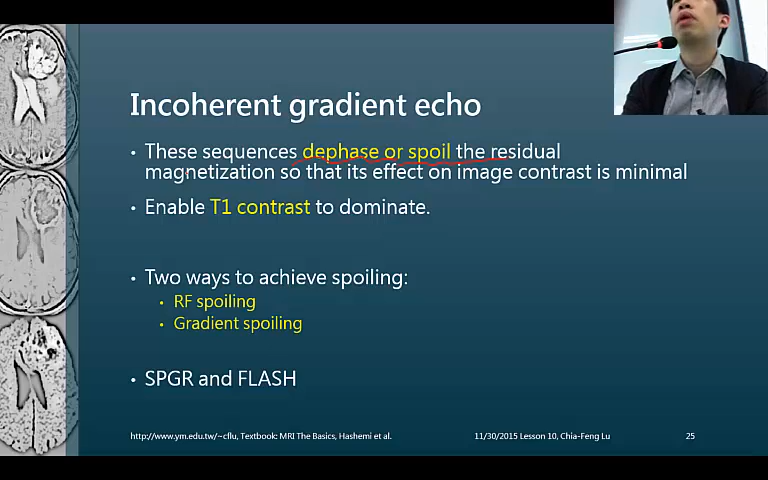 Incoherent gradient echo
• These sequences dephase or spoil the residual
magnetization so that its effect on image contrast is minimal
• Enable T1 contrast to dominate.
• Two ways to achieve spoiling:
• RF spoiling
• Gradient spoiling
• SPGR and FLASH
http://www.ym.edu.tw/~cflu, Textbook: MRI The Basics, Hashemi et al.
11/30/2015 Lesson 10, Chia-Feng Lu
25